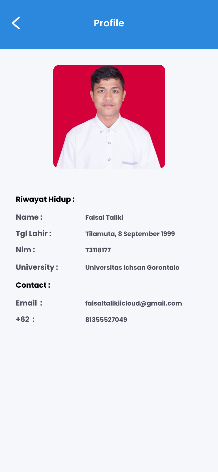 Profile
Riwayat Hidup :
Name : Faisal Taliki
Tgl Lahir : Tilamuta, 8 September 1999
Nim : T3118177
University : Universitas Ichsan Gorontalo
Contact :
Email : faisaltalikiicloud@gmail.com
+62 : 81355527049